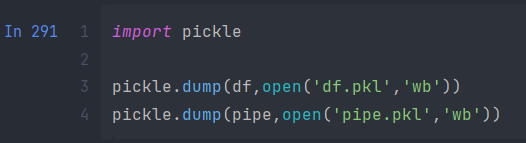 In 291
1 import pickle
2
3 pickle.dump(df,open('df.pkl','wb'))
4 pickle.dump(pipe,open('pipe.pkl','wb'))